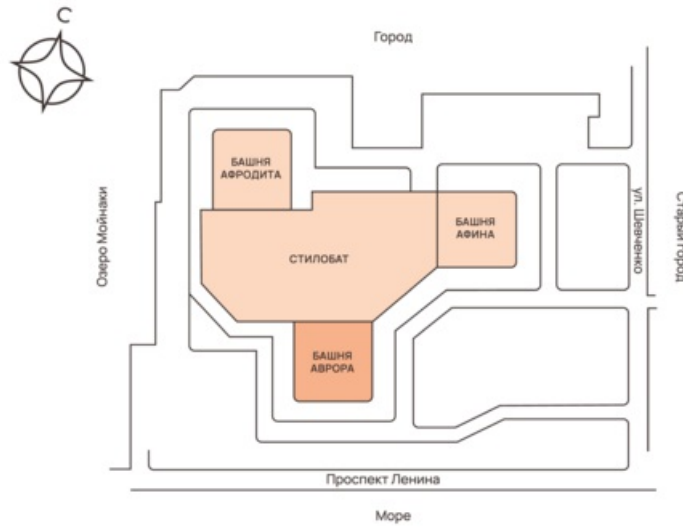 С
Город
БАШНЯ
АФРОДИТА
БАШНЯ
АФИНА
СТИЛОБАТ
БАШНЯ
АВРОРА
Озеро Мойнаки
ул. Шевченко
Старый город
Проспект Ленина
Море